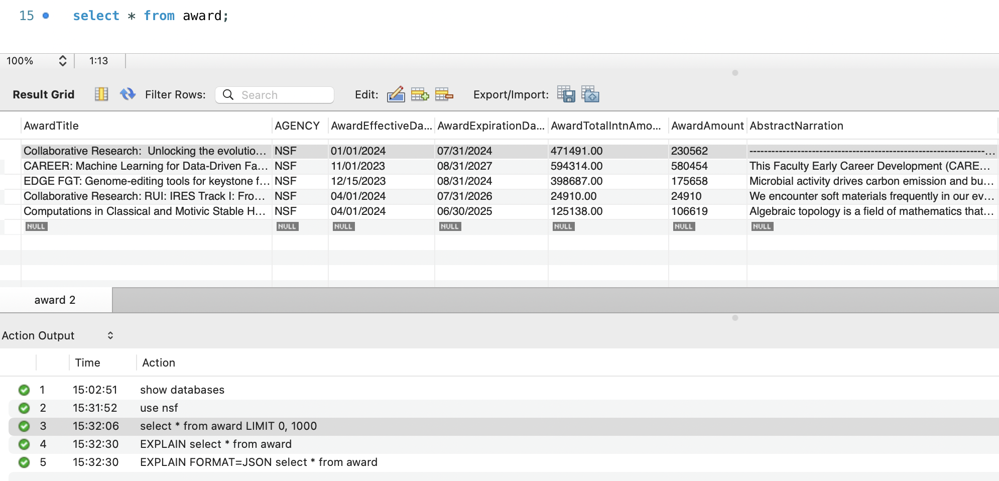 15 select * from award;
100% 1:13
Result Grid Filter Rows: Search Edit: Export/Import:
AwardTitle AGENCY AwardEffectiveDa... AwardExpirationDa... AwardTotalIntnAmo... AwardAmount AbstractNarration
Collaborative Research:  Unlocking the evolutio... NSF 01/01/2024 07/31/2024 471491.00 230562 ----------------------------------------------------------------...
CAREER: Machine Learning for Data-Driven Fa... NSF 11/01/2023 08/31/2027 594314.00 580454 This Faculty Early Career Development (CARE...
EDGE FGT: Genome-editing tools for keystone f... NSF 12/15/2023 08/31/2024 398687.00 175658 Microbial activity drives carbon emission and bu...
Collaborative Research: RUI: IRES Track I: Fro... NSF 04/01/2024 07/31/2026 24910.00 24910 We encounter soft materials frequently in our ev...
Computations in Classical and Motivic Stable H... NSF 04/01/2024 06/30/2025 125138.00 106619 Algebraic topology is a field of mathematics that...
NULL NULL NULL NULL NULL NULL NULL
award 2
Action Output
Time Action
1 15:02:51 show databases
2 15:31:52 use nsf
3 15:32:06 select * from award LIMIT 0, 1000
4 15:32:30 EXPLAIN select * from award
5 15:32:30 EXPLAIN FORMAT=JSON select * from award